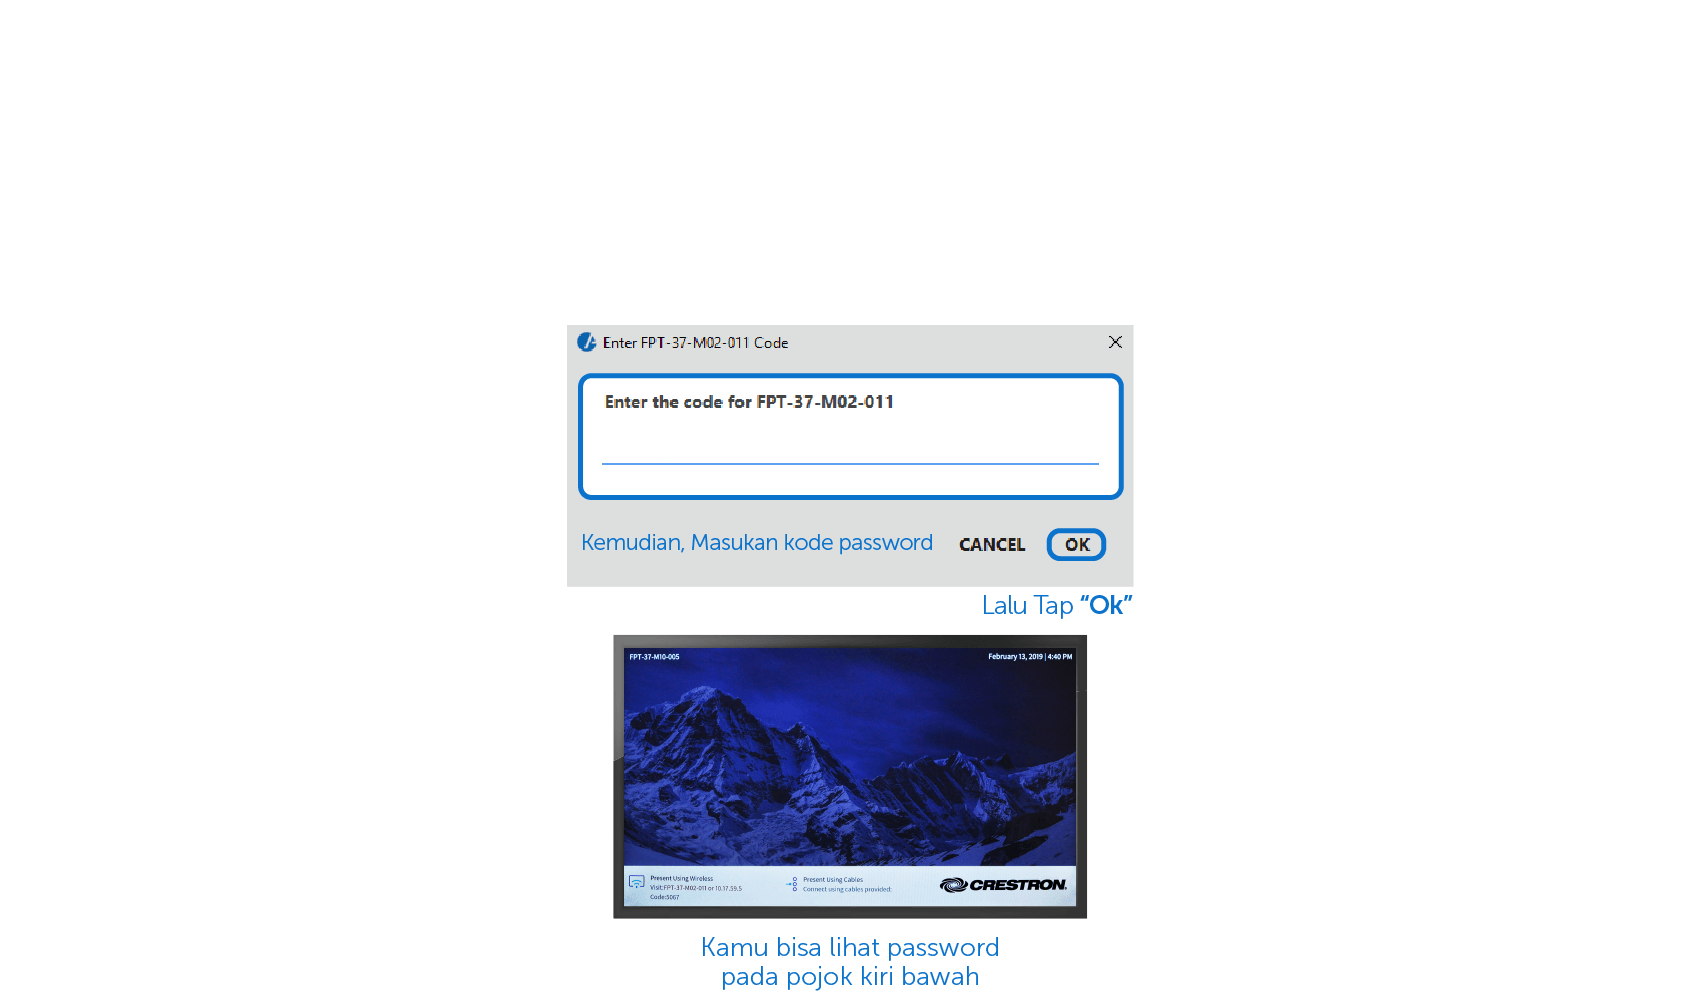 Enter FPT-37-M02-011 Code
Enter the code for FPT-37-M02-011
Kemudian, Masukan kode password
CANCEL
OK
Lalu Tap “Ok”
FPT-37-M10-005
February 13, 2019 | 4:40 PM
Present Using Wireless
Visit:FPT-37-M02-011 or 10.17.59.5
Code:5067
Present Using Cables
Connect using cables provided:
CRESTRON
Kamu bisa lihat password
pada pojok kiri bawah